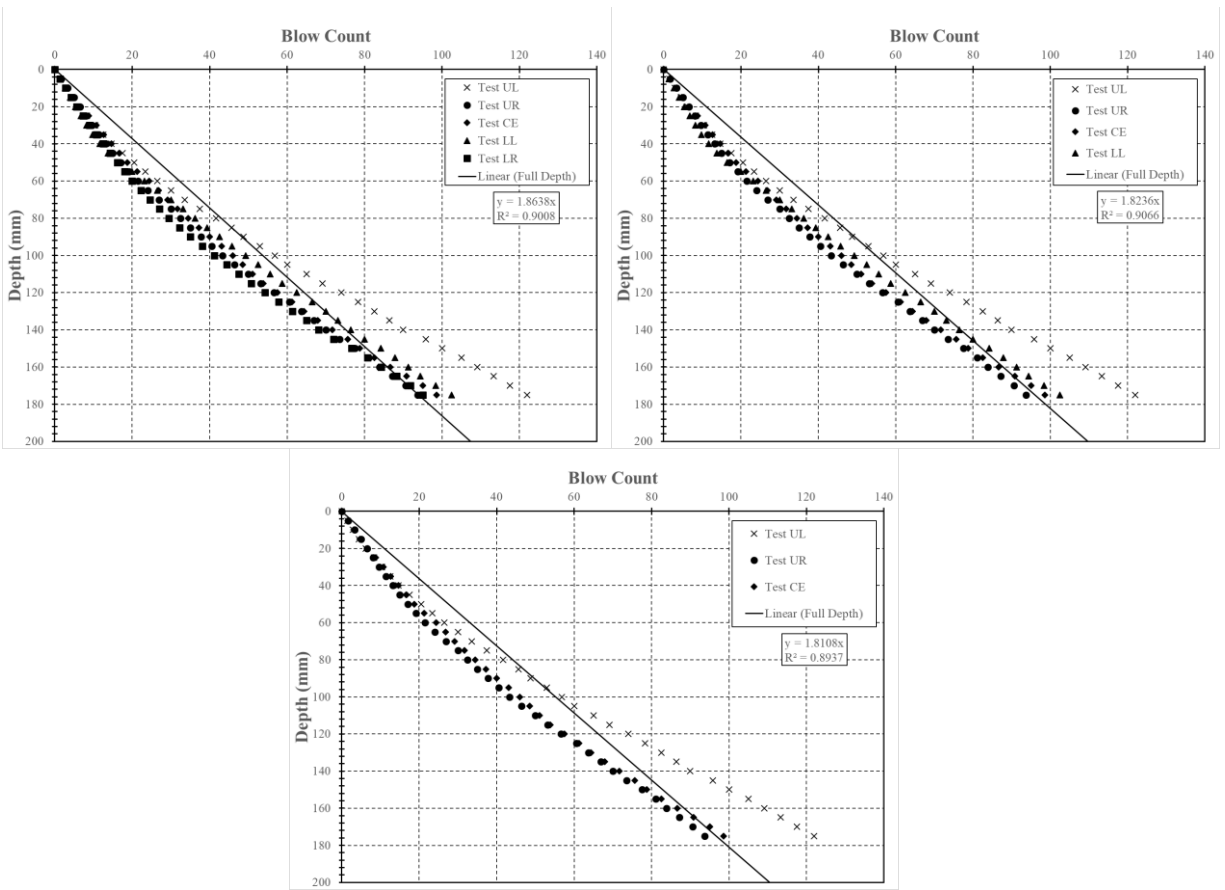 Blow Count
0 20 40 60 80 100 120 140
0
20
40
60
80
100
120
140
160
180
200
Depth (mm)
Test UL
Test UR
Test CE
Test LL
Test LR
Linear (Full Depth)
y = 1.8638x
R² = 0.9008
Blow Count
0 20 40 60 80 100 120 140
0
20
40
60
80
100
120
140
160
180
200
Depth (mm)
Test UL
Test UR
Test CE
Test LL
Linear (Full Depth)
y = 1.8236x
R² = 0.9066
Blow Count
0 20 40 60 80 100 120 140
0
20
40
60
80
100
120
140
160
180
200
Depth (mm)
Test UL
Test UR
Test CE
Linear (Full Depth)
y = 1.8108x
R² = 0.8937